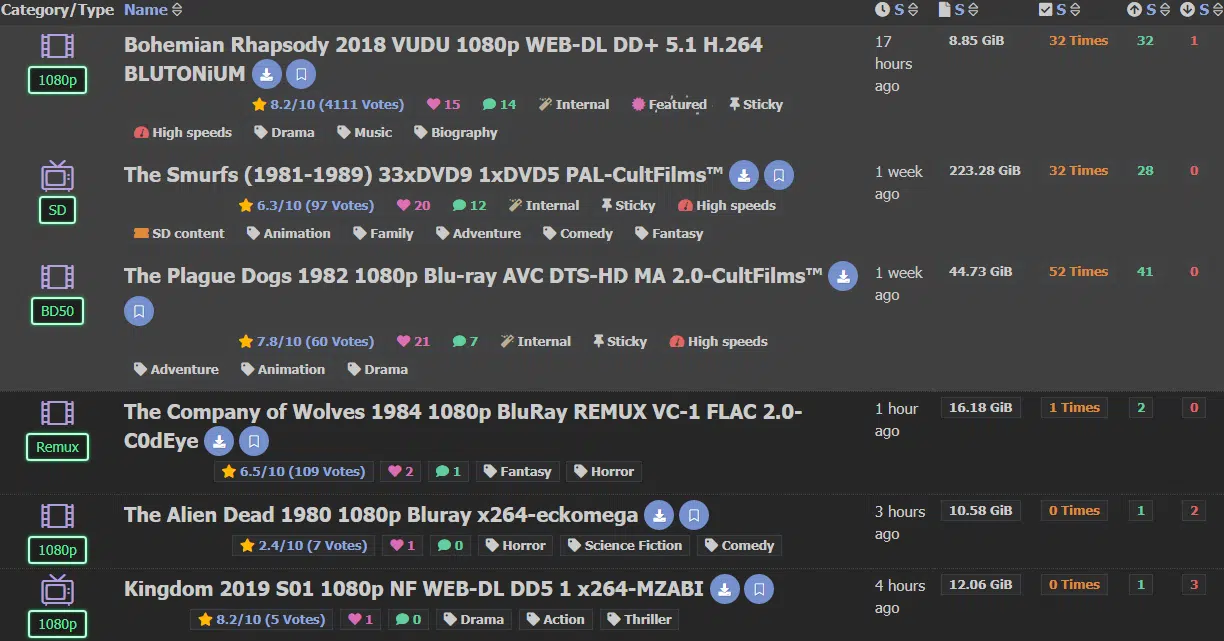 Category/Type Name S S S S S
Bohemian Rhapsody 2018 VUDU 1080p WEB-DL DD+ 5.1 H.264
BLUTONiUM
1080p
8.2/10 (4111 Votes) 15 14 Internal Featured Sticky
High speeds Drama Music Biography
17
hours
ago
8.85 GiB 32 Times 32 1
The Smurfs (1981-1989) 33xDVD9 1xDVD5 PAL-CultFilms™
SD
6.3/10 (97 Votes) 20 12 Internal Sticky High speeds
SD content Animation Family Adventure Comedy Fantasy
1 week
ago
223.28 GiB 32 Times 28 0
The Plague Dogs 1982 1080p Blu-ray AVC DTS-HD MA 2.0-CultFilms™
BD50
7.8/10 (60 Votes) 21 7 Internal Sticky High speeds
Adventure Animation Drama
1 week
ago
44.73 GiB 52 Times 41 0
The Company of Wolves 1984 1080p BluRay REMUX VC-1 FLAC 2.0-
C0dEye
Remux
6.5/10 (109 Votes) 2 1 Fantasy Horror
1 hour
ago
16.18 GiB 1 Times 2 0
The Alien Dead 1980 1080p Bluray x264-eckomega
1080p
2.4/10 (7 Votes) 1 0 Horror Science Fiction Comedy
3 hours
ago
10.58 GiB 0 Times 1 2
Kingdom 2019 S01 1080p NF WEB-DL DD5 1 x264-MZABI
1080p
8.2/10 (5 Votes) 1 0 Drama Action Thriller
4 hours
ago
12.06 GiB 0 Times 1 3